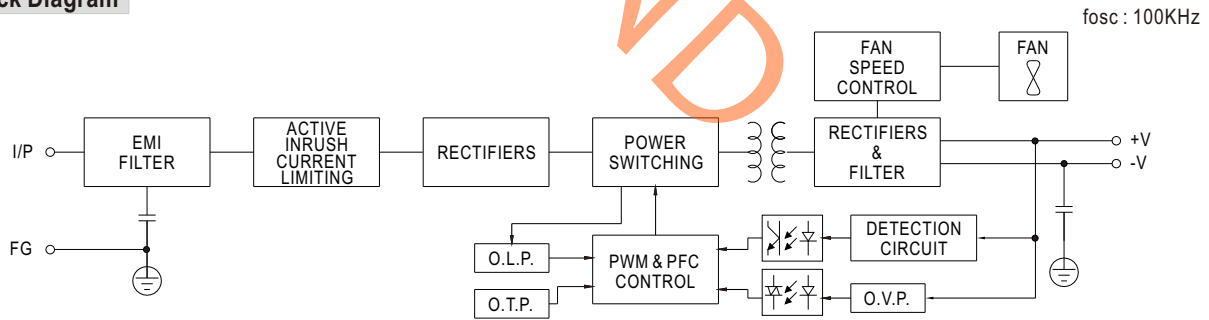 ck Diagram
fosc : 100KHz
FAN
SPEED
CONTROL
FAN
I/P
EMI
FILTER
ACTIVE
INRUSH
CURRENT
LIMITING
RECTIFIERS
POWER
SWITCHING
RECTIFIERS
&
FILTER
+V
-V
FG
O.L.P.
PWM & PFC
CONTROL
DETECTION
CIRCUIT
O.T.P.
O.V.P.